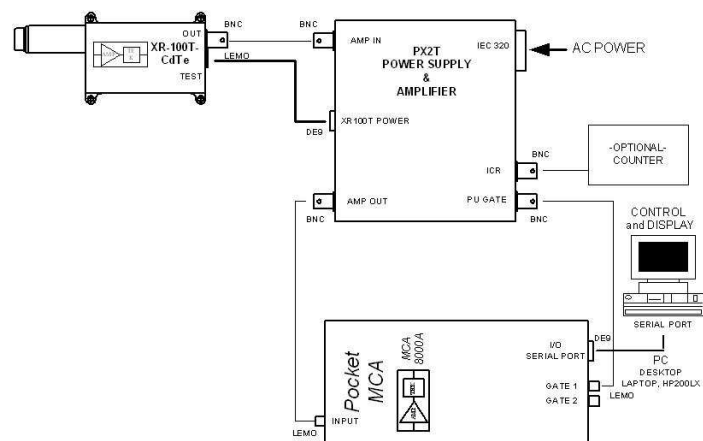 BNC
BNC
OUT
XR-100T-
CdTe
TEST
LEMO
AMP IN
PX2T
POWER SUPPLY
&
AMPLIFIER
IEC 320
AC POWER
XR100T POWER
DE9
ICR
BNC
-OPTIONAL-
COUNTER
AMP OUT
BNC
PU GATE
BNC
CONTROL
and DISPLAY
SERIAL PORT
PC
DESKTOP
LAPTOP, HP200LX
Pocket
MCA
MCA
8000A
I/O
SERIAL PORT
DE9
GATE 1
GATE 2
LEMO
INPUT
LEMO